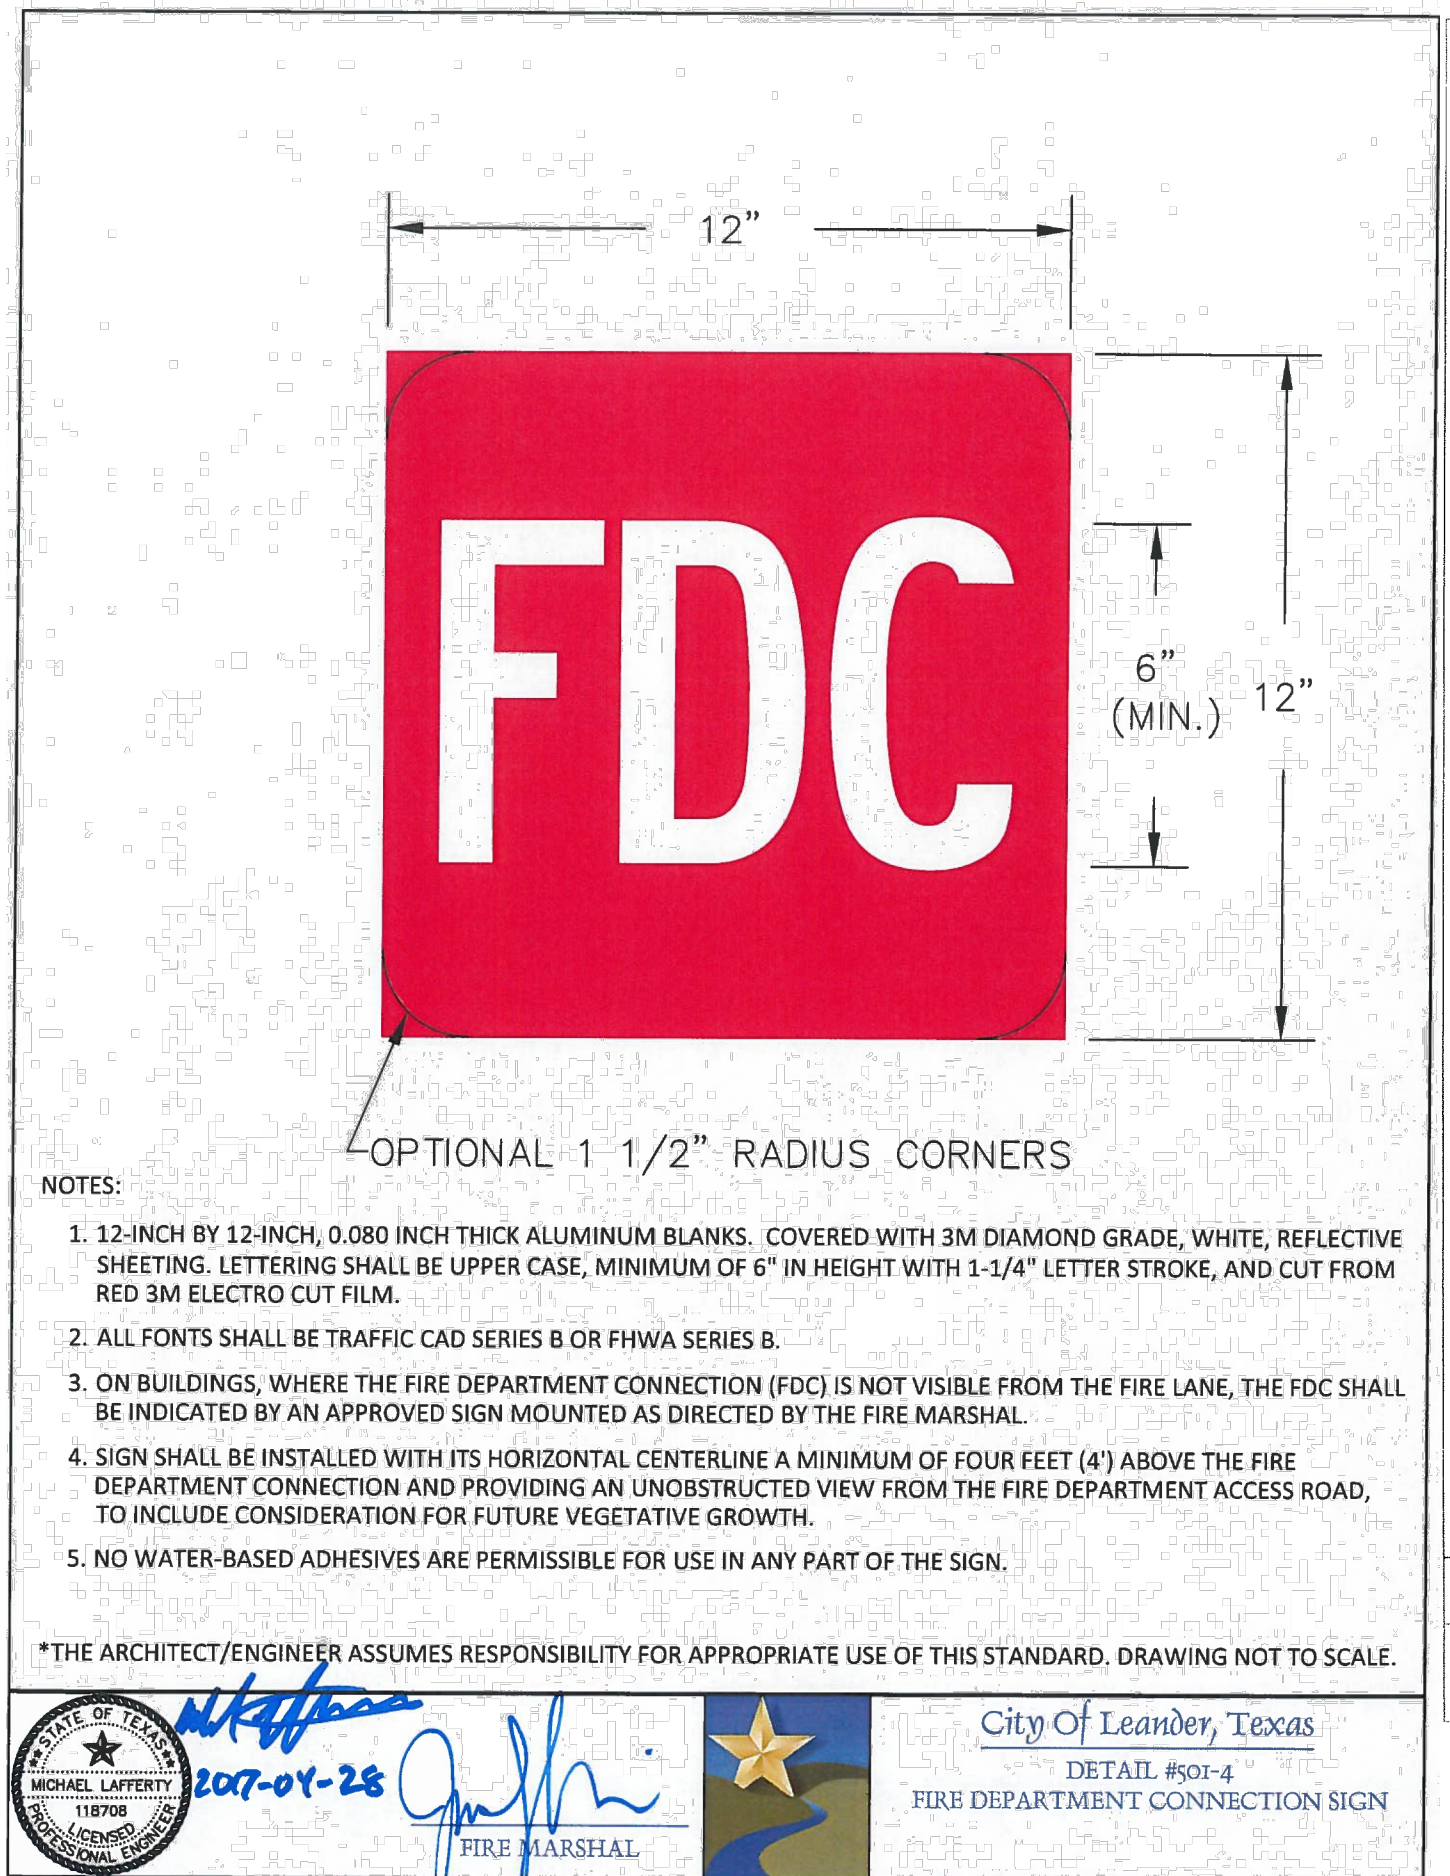 12”
FDC
6”
(MIN.)
12”
OPTIONAL 1 1/2” RADIUS CORNERS
NOTES:
1. 12-INCH BY 12-INCH, 0.080 INCH THICK ALUMINUM BLANKS. COVERED WITH 3M DIAMOND GRADE, WHITE, REFLECTIVE
SHEETING. LETTERING SHALL BE UPPER CASE, MINIMUM OF 6" IN HEIGHT WITH 1-1/4" LETTER STROKE, AND CUT FROM
RED 3M ELECTRO CUT FILM.
2. ALL FONTS SHALL BE TRAFFIC CAD SERIES B OR FHWA SERIES B.
3. ON BUILDINGS, WHERE THE FIRE DEPARTMENT CONNECTION (FDC) IS NOT VISIBLE FROM THE FIRE LANE, THE FDC SHALL
BE INDICATED BY AN APPROVED SIGN MOUNTED AS DIRECTED BY THE FIRE MARSHAL.
4. SIGN SHALL BE INSTALLED WITH ITS HORIZONTAL CENTERLINE A MINIMUM OF FOUR FEET (4') ABOVE THE FIRE
DEPARTMENT CONNECTION AND PROVIDING AN UNOBSTRUCTED VIEW FROM THE FIRE DEPARTMENT ACCESS ROAD,
TO INCLUDE CONSIDERATION FOR FUTURE VEGETATIVE GROWTH.
5. NO WATER-BASED ADHESIVES ARE PERMISSIBLE FOR USE IN ANY PART OF THE SIGN.
*THE ARCHITECT/ENGINEER ASSUMES RESPONSIBILITY FOR APPROPRIATE USE OF THIS STANDARD. DRAWING NOT TO SCALE.
STATE OF TEXAS
MICHAEL LAFFERTY
118708
LICENSED
PROFESSIONAL ENGINEER
2017-04-28
FIRE MARSHAL
City Of Leander, Texas
DETAIL #501-4
FIRE DEPARTMENT CONNECTION SIGN